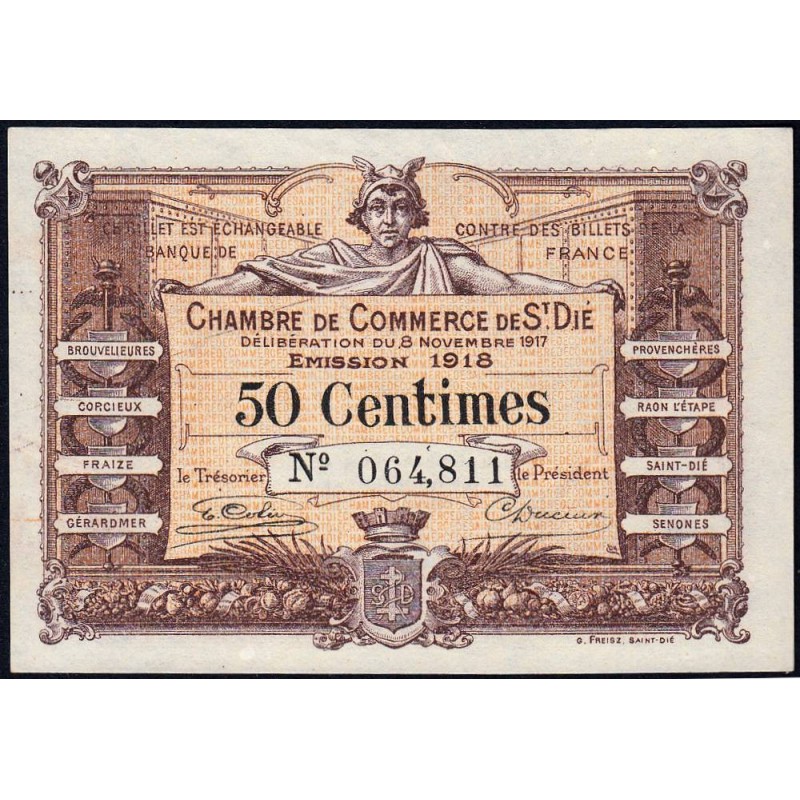 CE BILLET EST ÉCHANGEABLE CONTRE DES BILLETS DE LA
BANQUE DE FRANCE
CHAMBRE DE COMMERCE DE ST DIÉ
DÉLIBÉRATION DU 8 NOVEMBRE 1917
EMISSION 1918
50 Centimes
le Trésorier Nº 064,811 le Président
BROUVELIEURES
CORCIEUX
FRAIZE
GÉRARDMER
PROVENCHÈRES
RAON L'ÉTAPE
SAINT-DIÉ
SENONES
G. FREISZ, SAINT-DIÉ